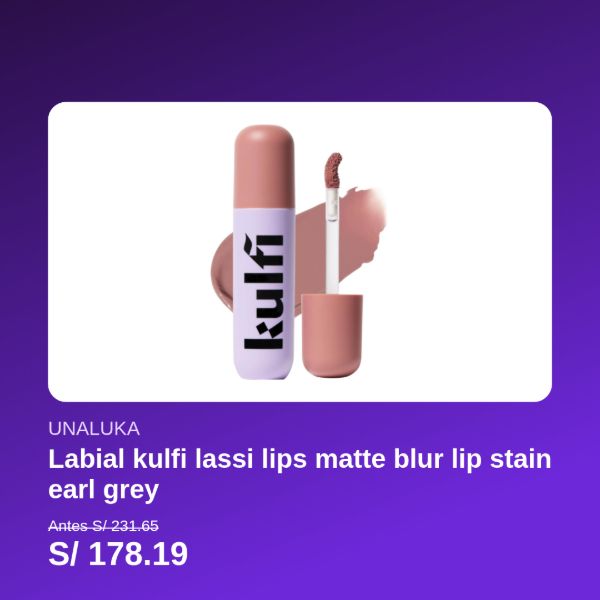 kulfi
UNALUKA
Labial kulfi lassi lips matte blur lip stain
earl grey
Antes S/ 231.65
S/ 178.19